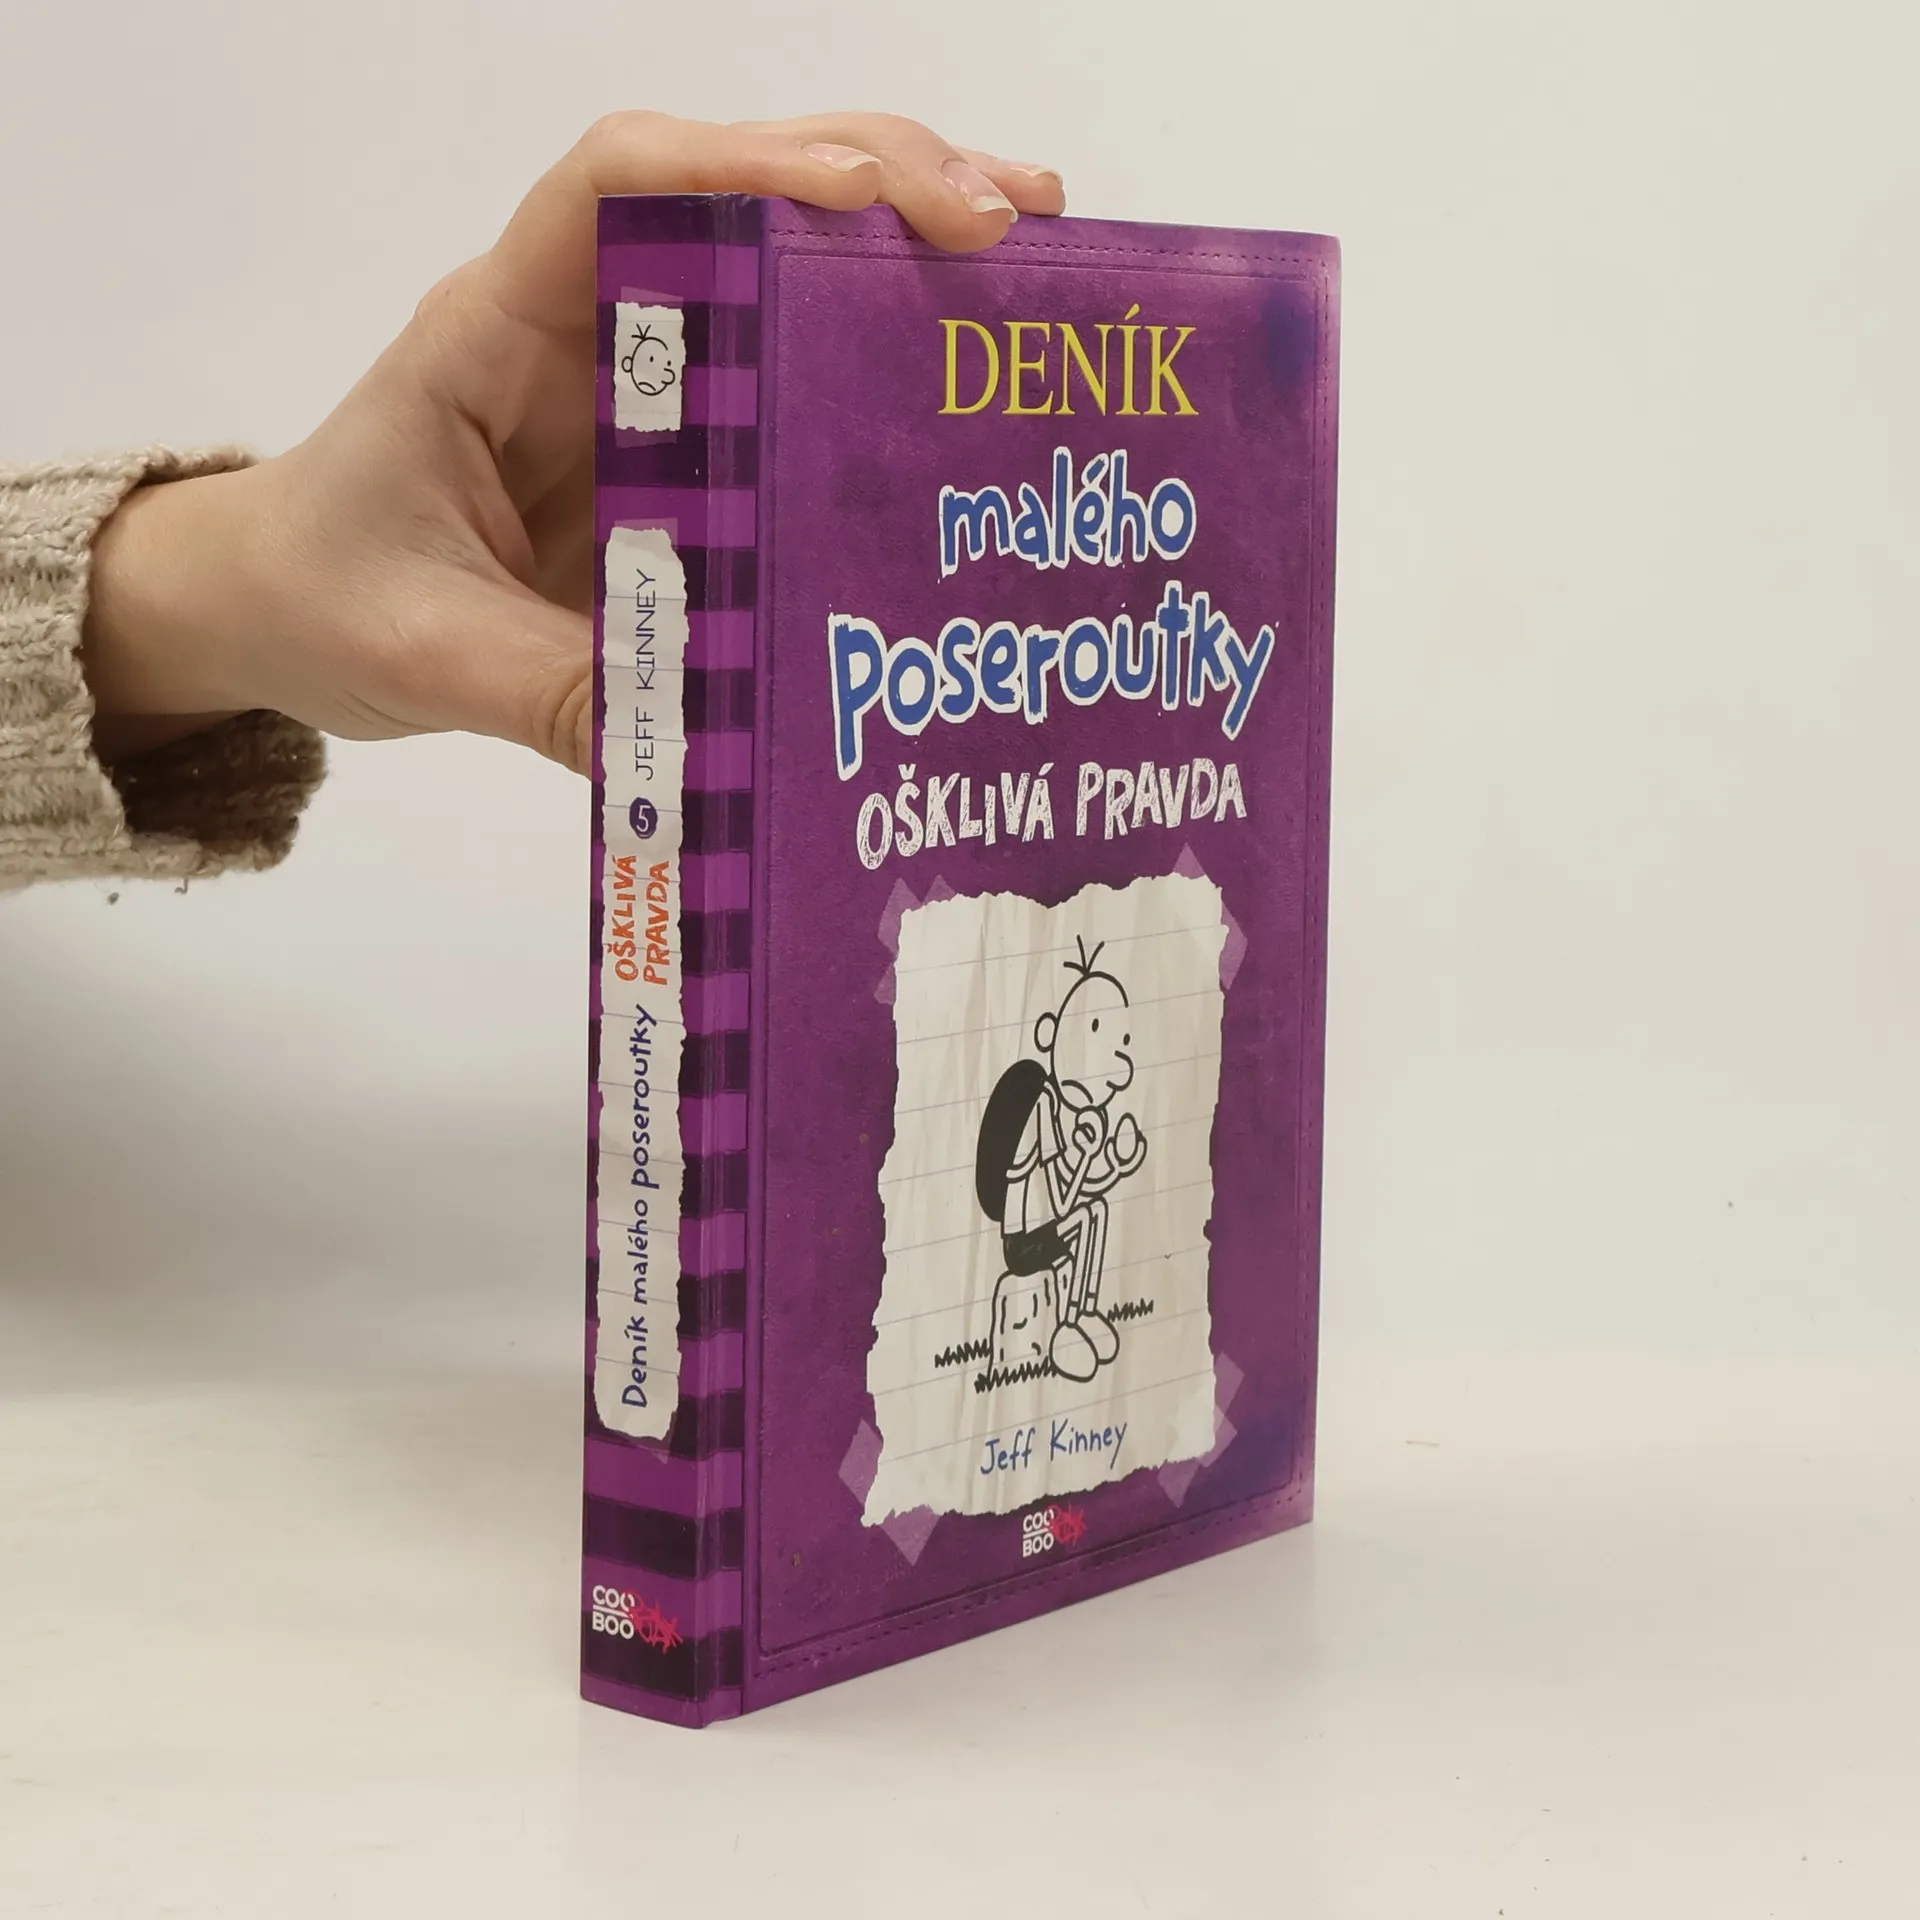 DENÍK
malého
poseroutky
OŠKLIVÁ PRAVDA
Jeff Kinney
COO
BOO
Deník malého poseroutky
OŠKLIVÁ
PRAVDA
5
JEFF KINNEY
COO
BOO